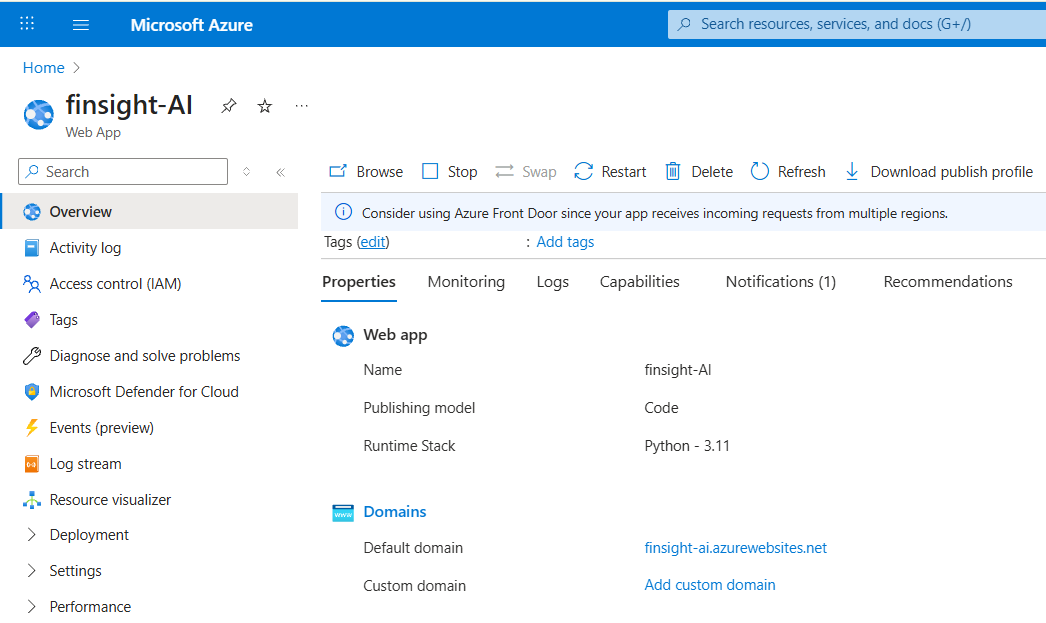 Microsoft Azure
Search resources, services, and docs (G+/)
Home
finsight-AI
Web App
Search
Overview
Activity log
Access control (IAM)
Tags
Diagnose and solve problems
Microsoft Defender for Cloud
Events (preview)
Log stream
Resource visualizer
Deployment
Settings
Performance
Browse Stop Swap Restart Delete Refresh Download publish profile
Consider using Azure Front Door since your app receives incoming requests from multiple regions.
Tags (edit) : Add tags
Properties Monitoring Logs Capabilities Notifications (1) Recommendations
Web app
Name finsight-AI
Publishing model Code
Runtime Stack Python - 3.11
www
Domains
Default domain finsight-ai.azurewebsites.net
Custom domain Add custom domain